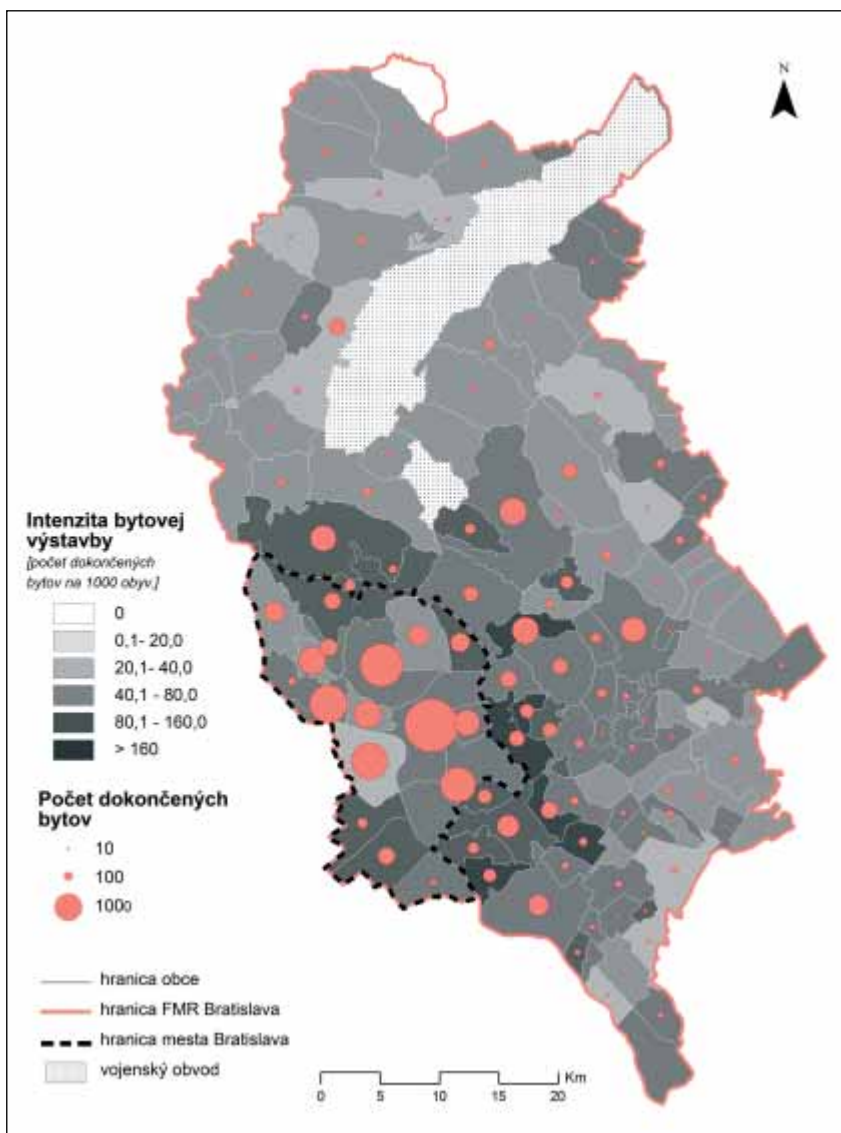 N
Intenzita bytovej
výstavby
[počet dokončených
bytov na 1000 obyv.]
0
0,1- 20,0
20,1- 40,0
40,1 - 80,0
80,1 - 160,0
> 160
Počet dokončených
bytov
10
100
1000
hranica obce
hranica FMR Bratislava
hranica mesta Bratislava
vojenský obvod
Km
0 5 10 15 20